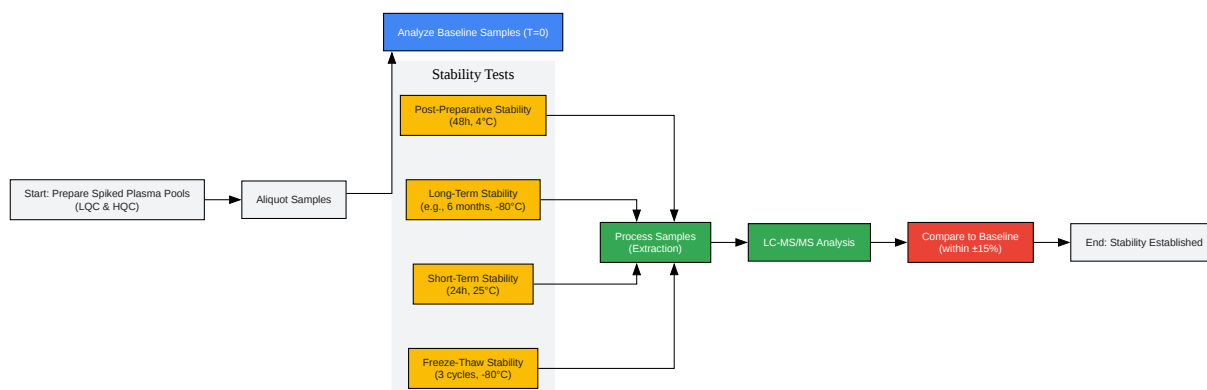 Analyze Baseline Samples (T=0)
Stability Tests
Post-Preparative Stability
(48h, 4°C)
Start: Prepare Spiked Plasma Pools
(LQC & HQC)
Aliquot Samples
Long-Term Stability
(e.g., 6 months, -80°C)
Process Samples
(Extraction)
LC-MS/MS Analysis
Compare to Baseline
(within ±15%)
End: Stability Established
Short-Term Stability
(24h, 25°C)
Freeze-Thaw Stability
(3 cycles, -80°C)